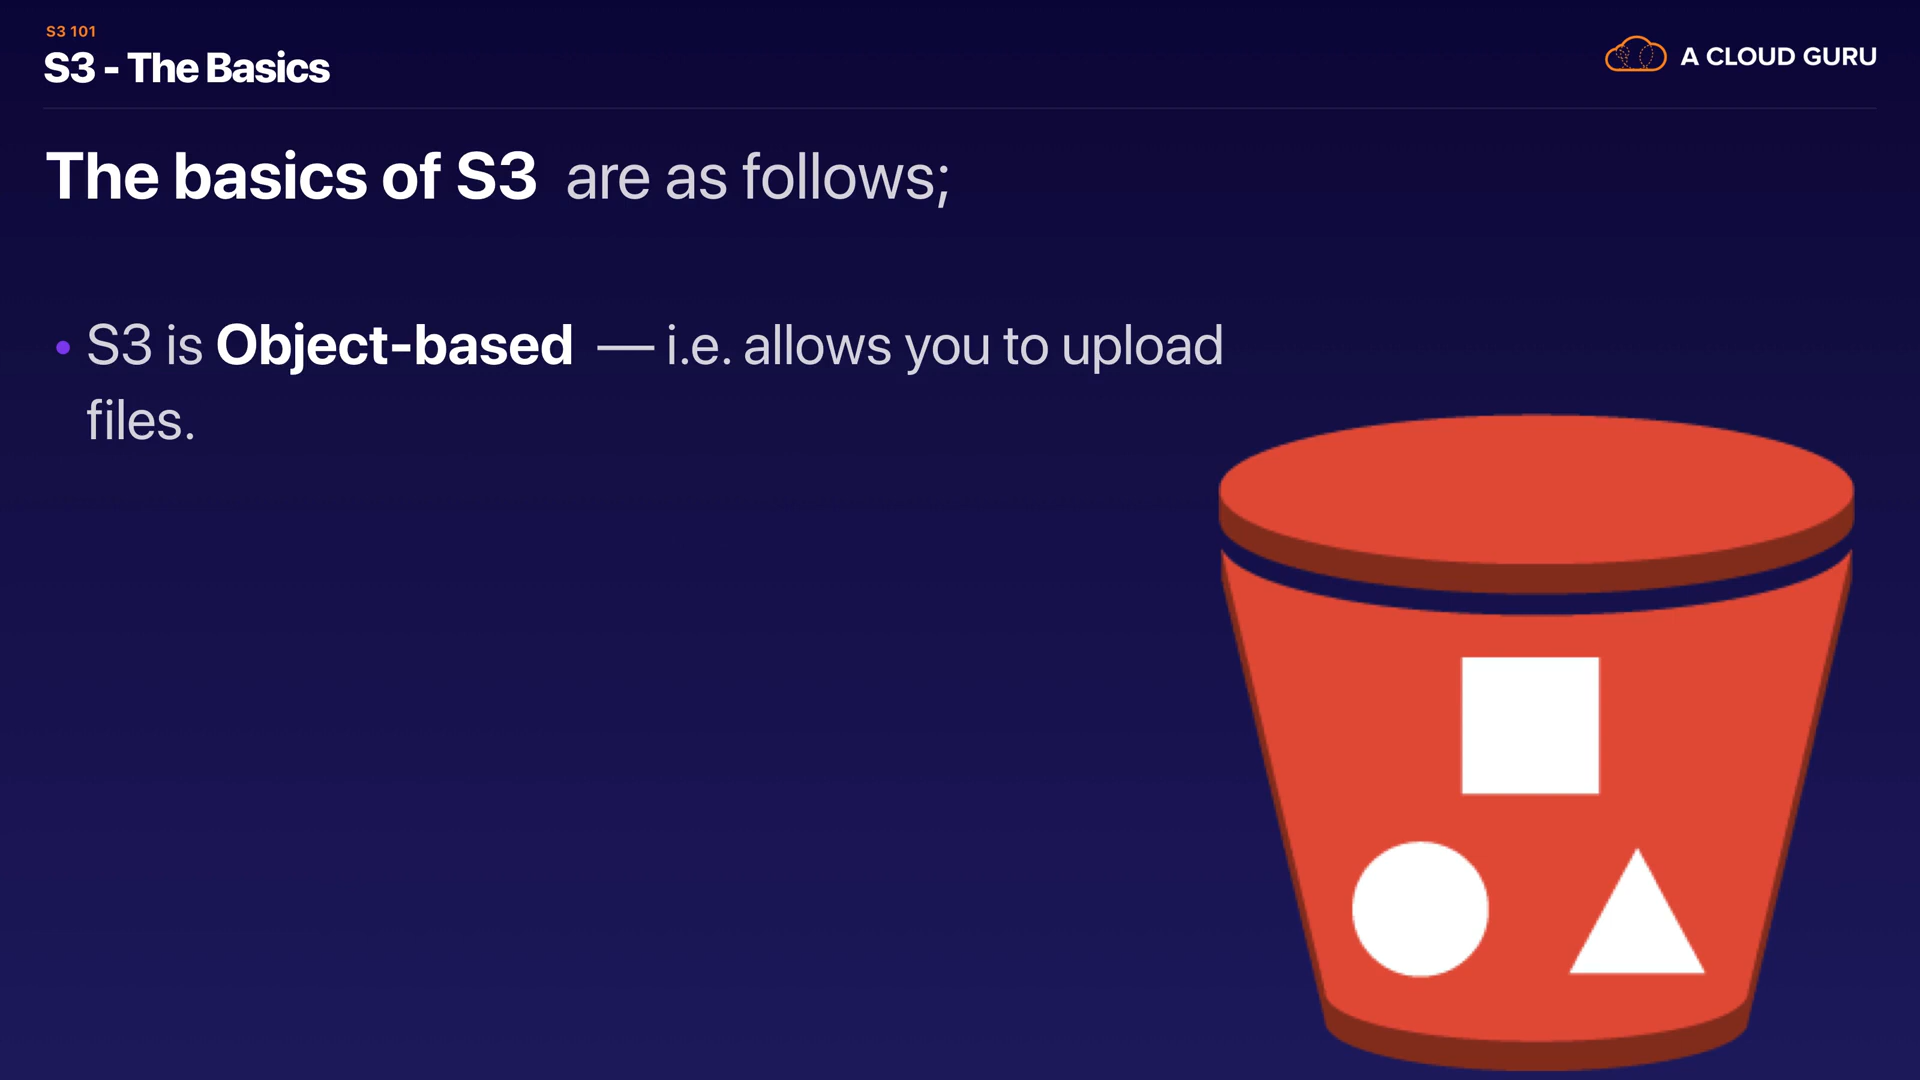 S3 101
S3 - The Basics
A CLOUD GURU
The basics of S3 are as follows;
• S3 is Object-based — i.e. allows you to upload
files.